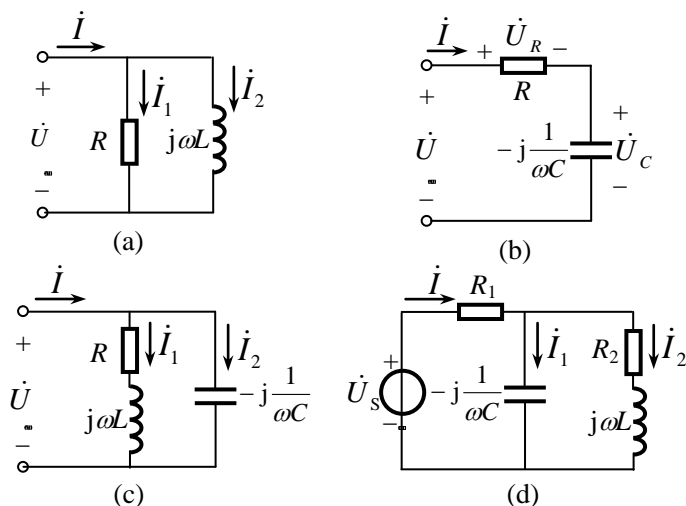 İ
+
U̇
−
R
İ₁
jωL
İ₂
(a)
İ
+ U̇_R −
R
+
U̇
−
−j 1/ωC
+
U̇_C
−
(b)
İ
+
U̇
−
R
İ₁
jωL
İ₂
−j 1/ωC
(c)
İ
R₁
+
U̇_S
−
−j 1/ωC
İ₁
R₂
İ₂
jωL
(d)